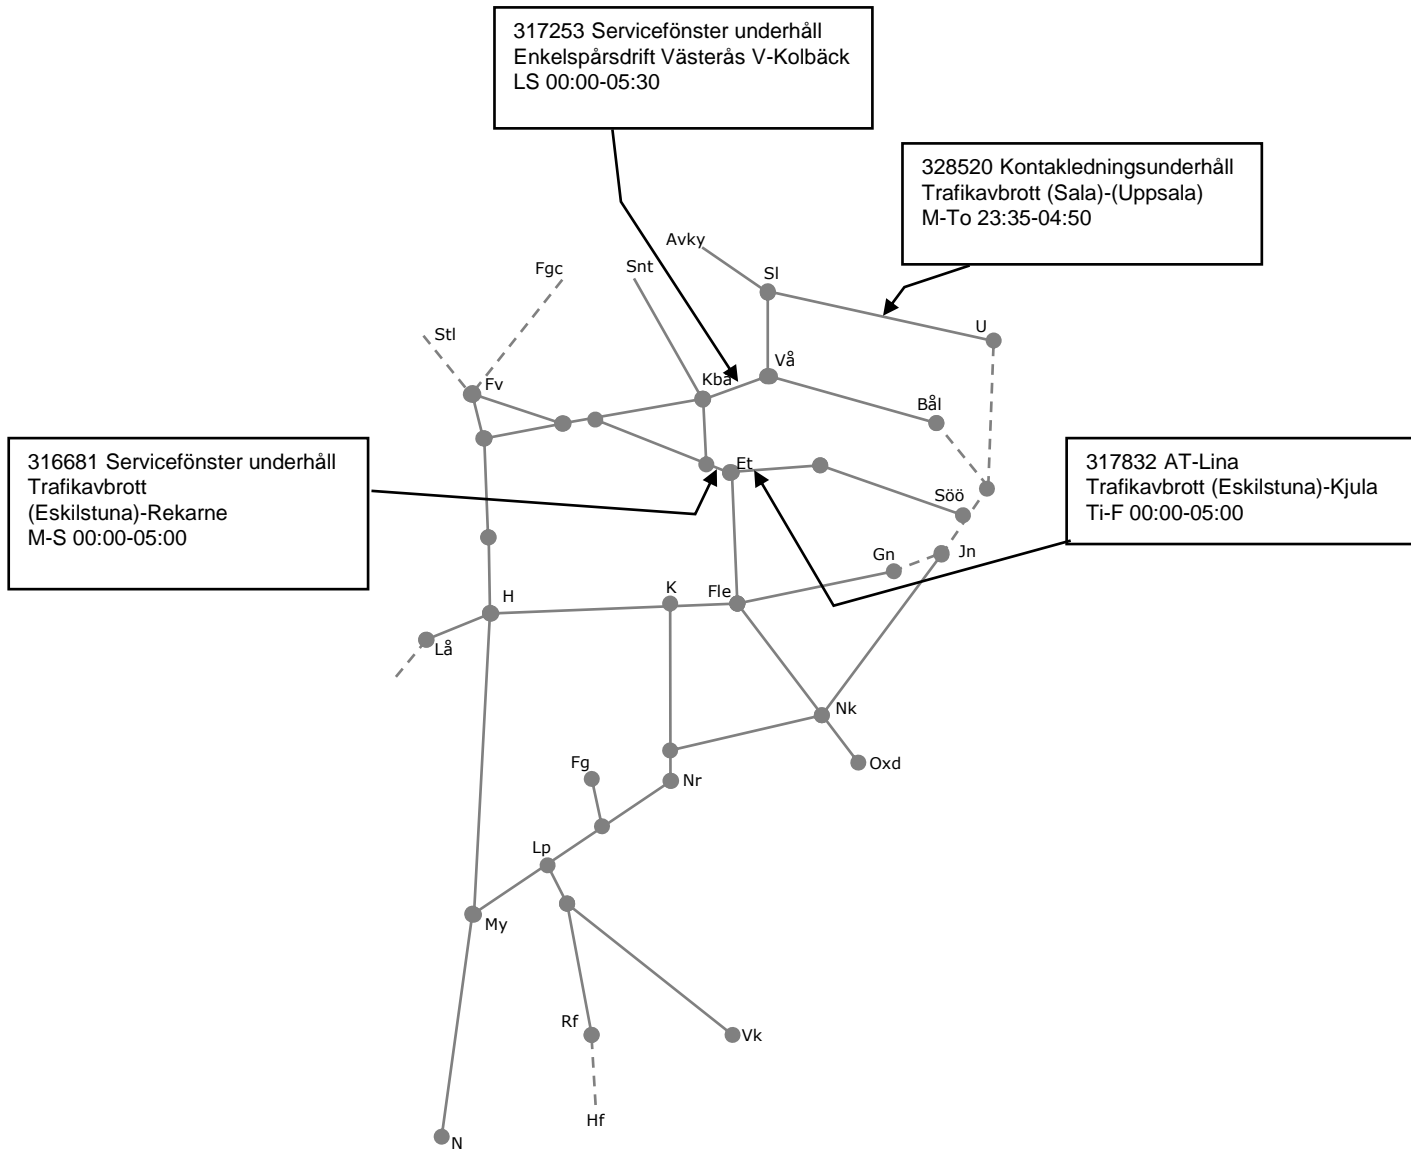 317253 Servicefönster underhåll
Enkelspårsdrift Västerås V-Kolbäck
LS 00:00-05:30
328520 Kontakledningsunderhåll
Trafikavbrott (Sala)-(Uppsala)
M-To 23:35-04:50
Avky
Fgc
Snt
Sl
U
Stl
Vå
Kbä
Fv
Bål
316681 Servicefönster underhåll
Trafikavbrott
(Eskilstuna)-Rekarne
M-S 00:00-05:00
Et
317832 AT-Lina
Trafikavbrott (Eskilstuna)-Kjula
Ti-F 00:00-05:00
Söö
Gn
Jn
H
K
Fle
Lå
Nk
Fg
Nr
Oxd
Lp
My
Rf
Vk
Hf
N